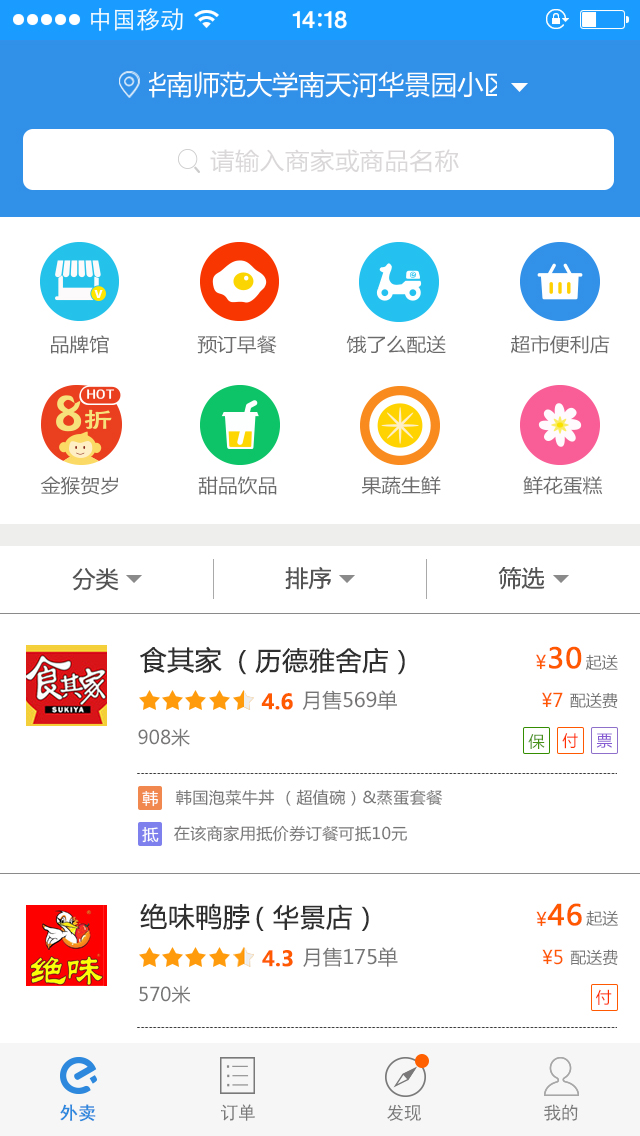 中国移动 14:18
华南师范大学南天河华景园小区
请输入商家或商品名称
V
品牌馆 预订早餐 饿了么配送 超市便利店
8折 HOT
金猴贺岁 甜品饮品 果蔬生鲜 鲜花蛋糕
分类 排序 筛选
食其家
SUKIYA
食其家（历德雅舍店） ¥30起送
4.6 月售569单 ¥7 配送费
908米 保 付 票
韩 韩国泡菜牛丼（超值碗）&蒸蛋套餐
抵 在该商家用抵价券订餐可抵10元
绝味
绝味鸭脖(华景店) ¥46起送
4.3 月售175单 ¥5 配送费
570米 付
外卖 订单 发现 我的